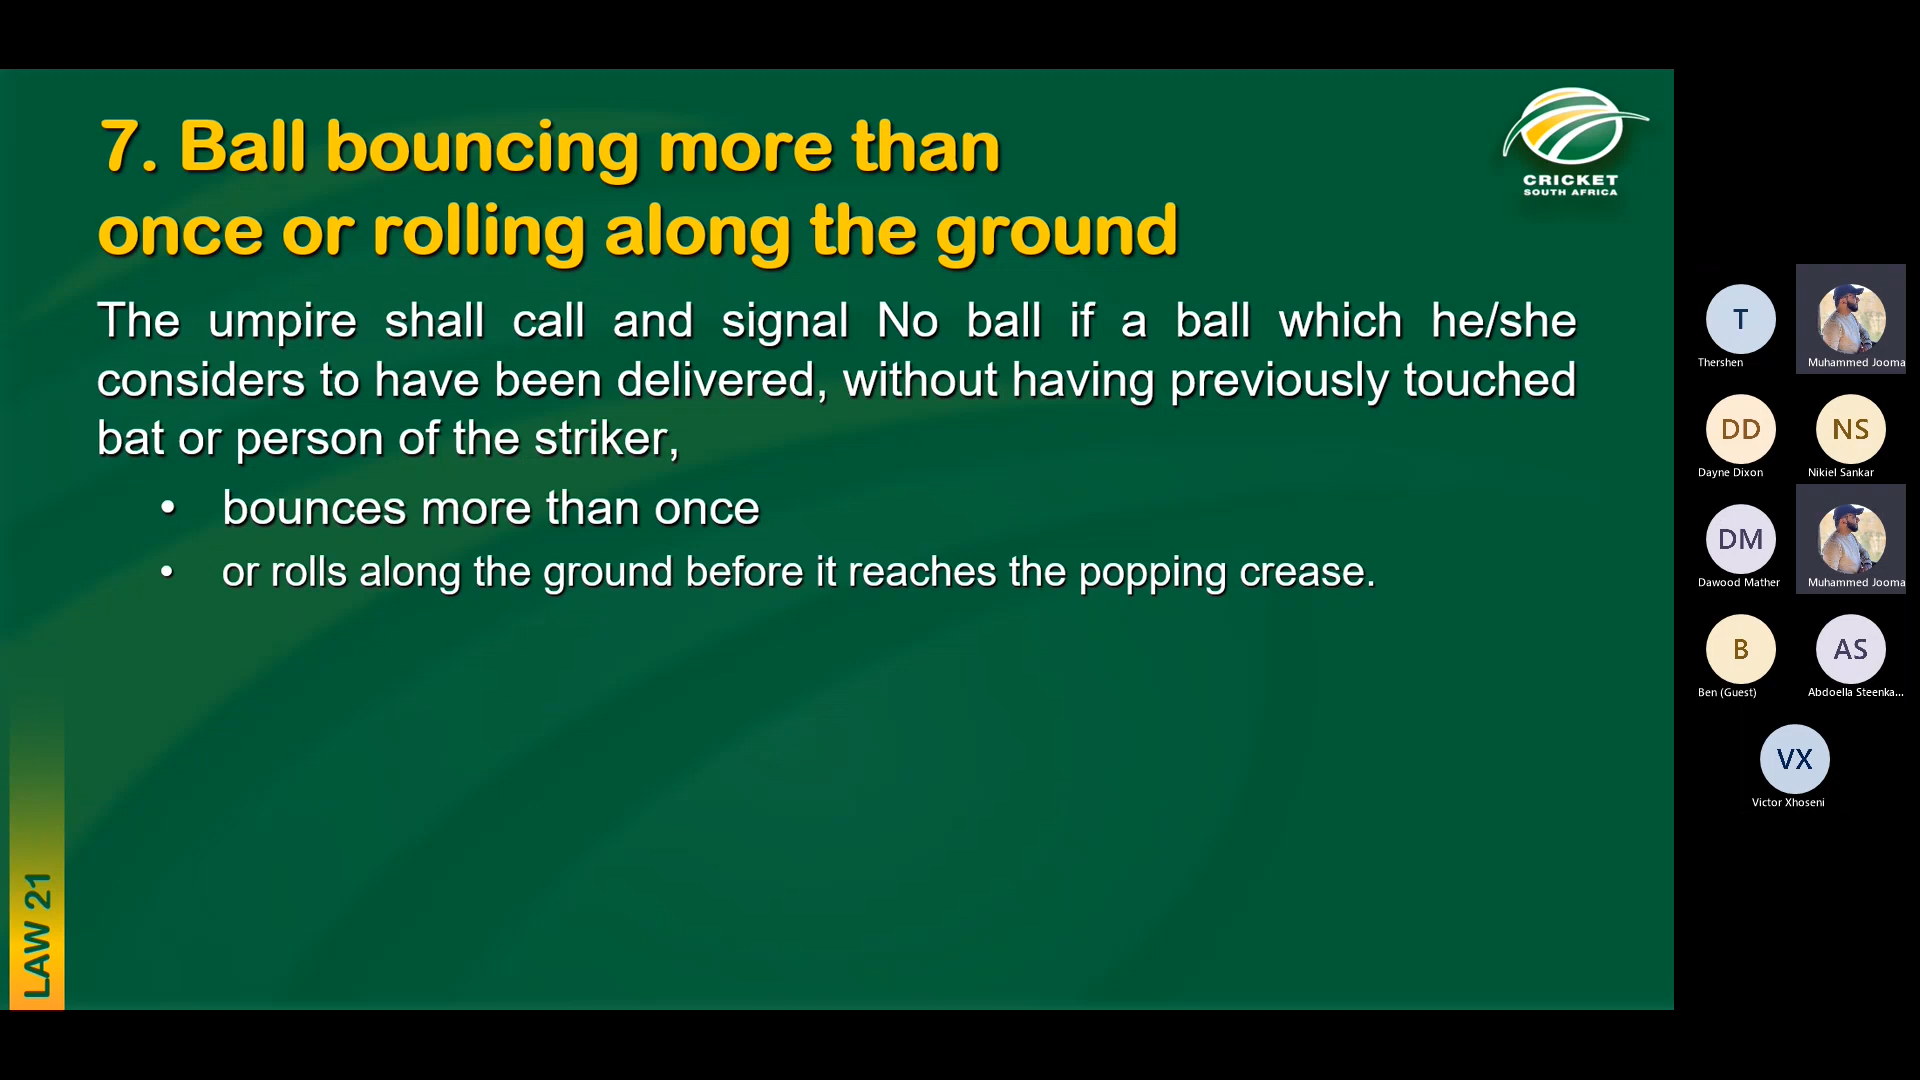 7. Ball bouncing more than
once or rolling along the ground
CRICKET
SOUTH AFRICA
The umpire shall call and signal No ball if a ball which he/she
considers to have been delivered, without having previously touched
bat or person of the striker,
• bounces more than once
• or rolls along the ground before it reaches the popping crease.
LAW 21
T
Thershen
Muhammed Jooma
DD
Dayne Dixon
NS
Nikiel Sankar
DM
Dawood Mather
Muhammed Jooma
B
Ben (Guest)
AS
Abdoella Steenka...
VX
Victor Xhoseni